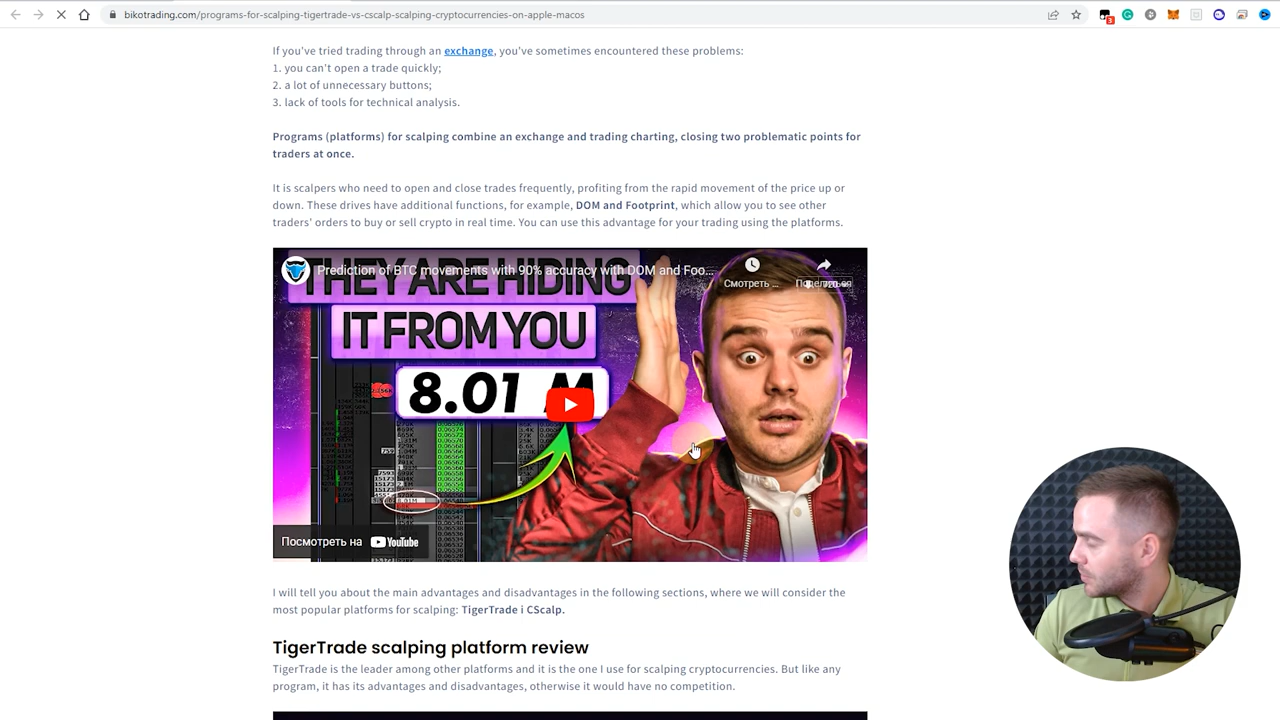 bikotrading.com/programs-for-scalping-tigertrade-vs-cscalp-scalping-cryptocurrencies-on-apple-macos
3
If you've tried trading through an exchange, you've sometimes encountered these problems:
1. you can't open a trade quickly;
2. a lot of unnecessary buttons;
3. lack of tools for technical analysis.
Programs (platforms) for scalping combine an exchange and trading charting, closing two problematic points for
traders at once.
It is scalpers who need to open and close trades frequently, profiting from the rapid movement of the price up or
down. These drives have additional functions, for example, DOM and Footprint, which allow you to see other
traders' orders to buy or sell crypto in real time. You can use this advantage for your trading using the platforms.
Prediction of BTC movements with 90% accuracy with DOM and Foo...
Смотреть ...
Поделиться
THEY ARE HIDING
IT FROM YOU
8.01 M
Посмотреть на YouTube
I will tell you about the main advantages and disadvantages in the following sections, where we will consider the
most popular platforms for scalping: TigerTrade i CScalp.
TigerTrade scalping platform review
TigerTrade is the leader among other platforms and it is the one I use for scalping cryptocurrencies. But like any
program, it has its advantages and disadvantages, otherwise it would have no competition.